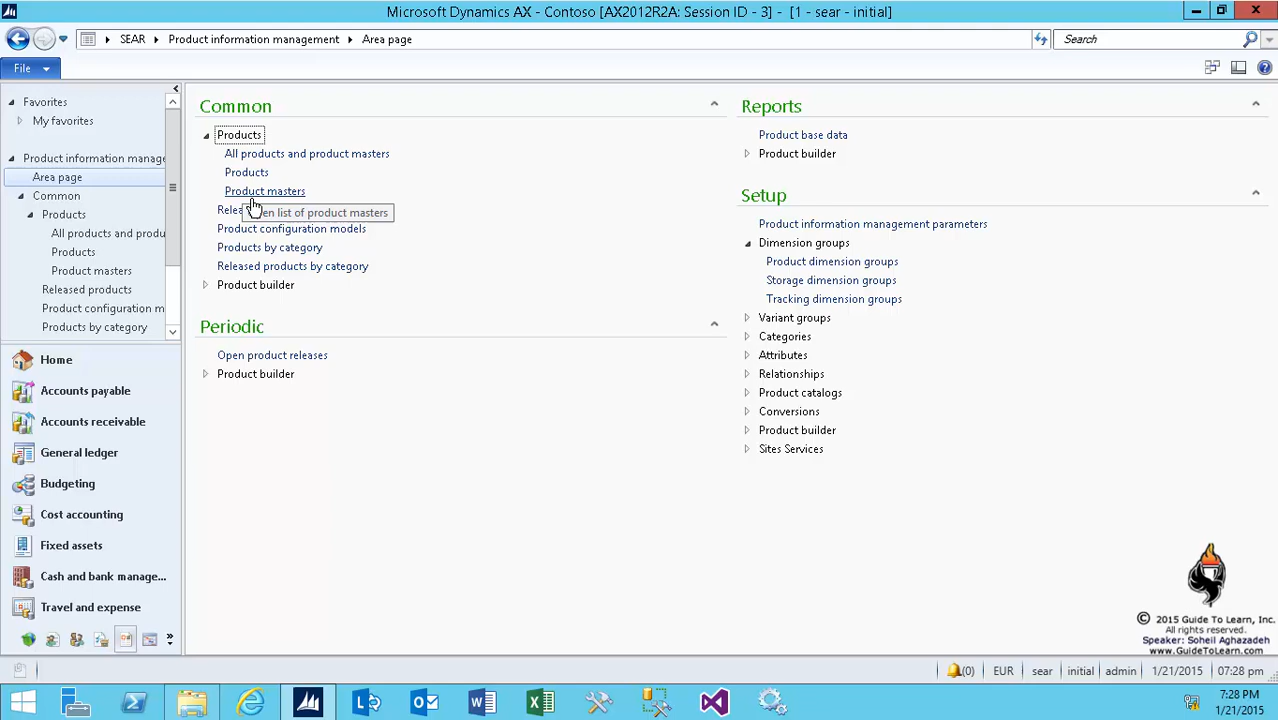 Microsoft Dynamics AX - Contoso [AX2012R2A: Session ID - 3] - [1 - sear - initial]
SEAR
Product information management
Area page
Search
File
Favorites
My favorites
Product information manage
Area page
Common
Products
All products and produ
Products
Product masters
Released products
Product configuration m
Products by category
Home
Accounts payable
Accounts receivable
General ledger
Budgeting
Cost accounting
Fixed assets
Cash and bank manage...
Travel and expense
Common
Products
All products and product masters
Products
Product masters
Relea
en list of product masters
Product configuration models
Products by category
Released products by category
Product builder
Periodic
Open product releases
Product builder
Reports
Product base data
Product builder
Setup
Product information management parameters
Dimension groups
Product dimension groups
Storage dimension groups
Tracking dimension groups
Variant groups
Categories
Attributes
Relationships
Product catalogs
Conversions
Product builder
Sites Services
© 2015 Guide To Learn, Inc.
All rights reserved.
Speaker: Soheil Aghazadeh
www.GuideToLearn.com
(0)
EUR
sear
initial
admin
1/21/2015
07:28 pm
7:28 PM
1/21/2015